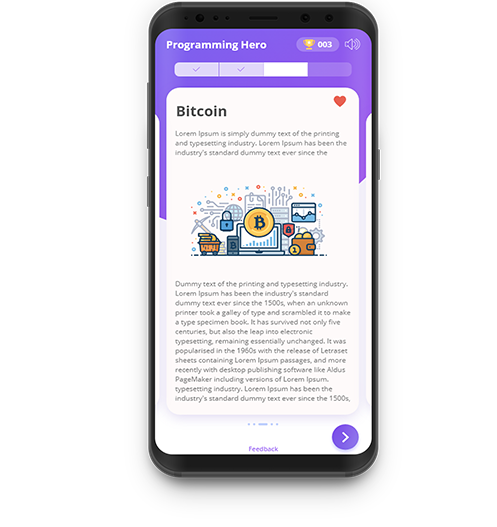 Programming Hero
003
Bitcoin
Lorem Ipsum is simply dummy text of the printing
and typesetting industry. Lorem Ipsum has been the
industry's standard dummy text ever since the
Dummy text of the printing and typesetting industry.
Lorem Ipsum has been the industry's standard
dummy text ever since the 1500s, when an unknown
printer took a galley of type and scrambled it to make
a type specimen book. It has survived not only five
centuries, but also the leap into electronic
typesetting, remaining essentially unchanged. It was
popularised in the 1960s with the release of Letraset
sheets containing Lorem Ipsum passages, and more
recently with desktop publishing software like Aldus
PageMaker including versions of Lorem Ipsum.
typesetting industry. Lorem Ipsum has been the
industry's standard dummy text ever since the 1500s,
Feedback